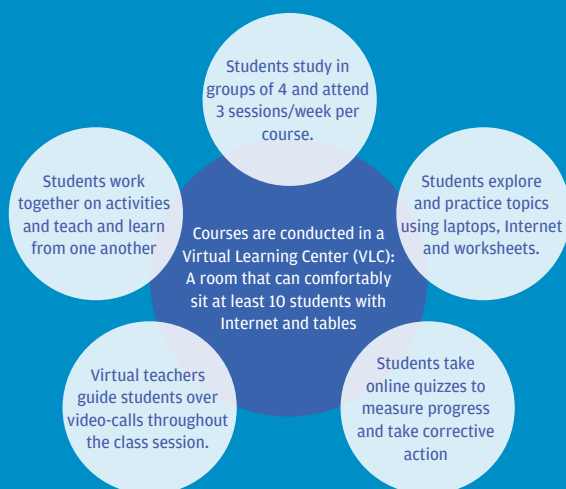 Students study in
groups of 4 and attend
3 sessions/week per
course.
Students work
together on activities
and teach and learn
from one another
Students explore
and practice topics
using laptops, Internet
and worksheets.
Courses are conducted in a
Virtual Learning Center (VLC):
A room that can comfortably
sit at least 10 students with
Internet and tables
Virtual teachers
guide students over
video-calls throughout
the class session.
Students take
online quizzes to
measure progress
and take corrective
action